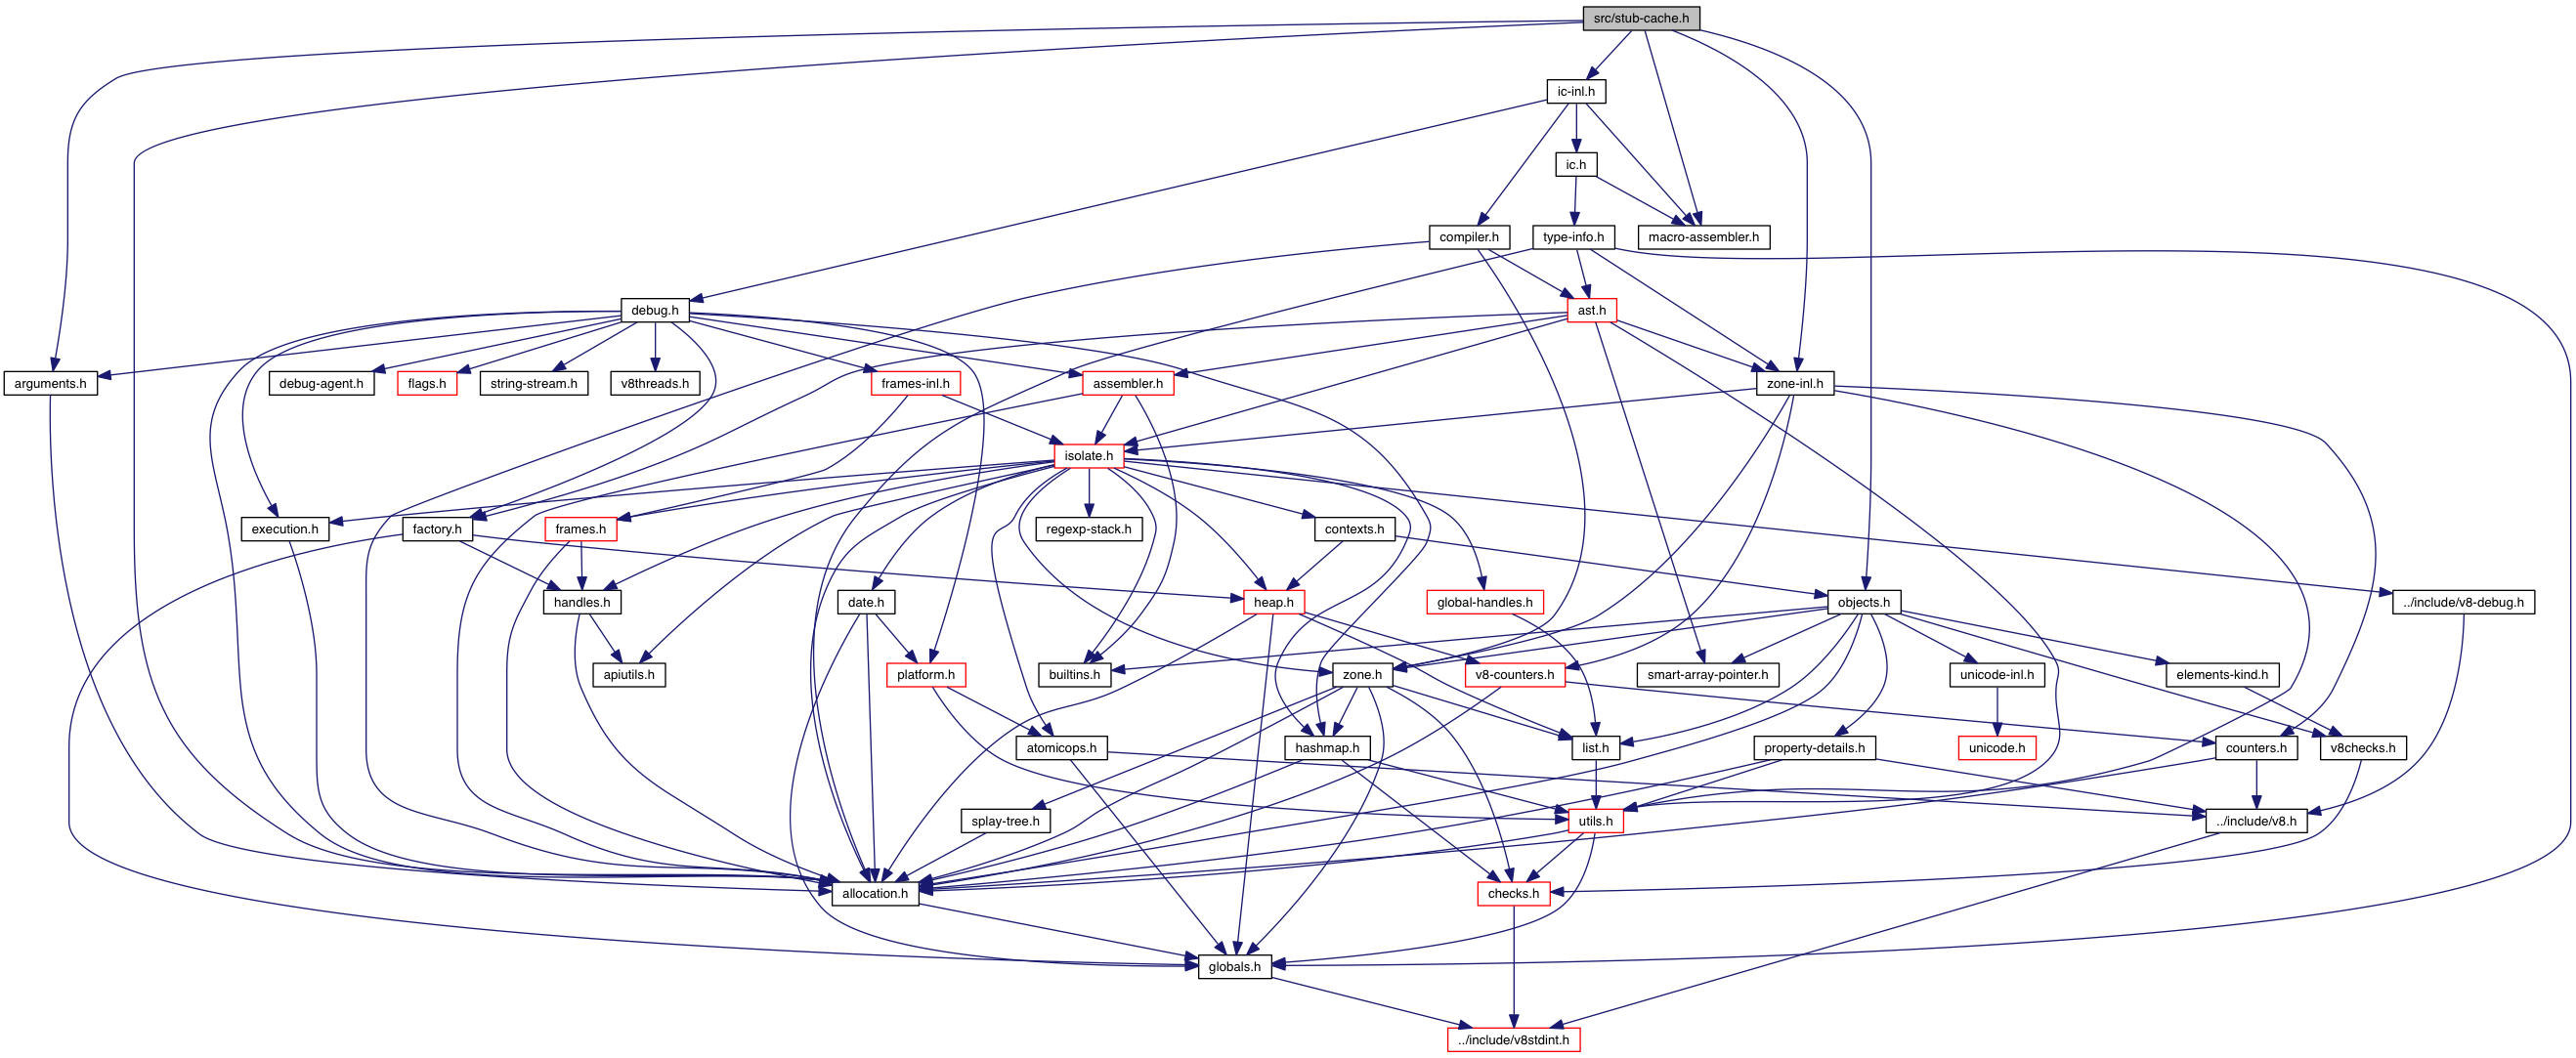 src/stub-cache.h
ic-inl.h
ic.h
compiler.h
type-info.h
macro-assembler.h
debug.h
ast.h
arguments.h
debug-agent.h
flags.h
string-stream.h
v8threads.h
frames-inl.h
assembler.h
zone-inl.h
isolate.h
execution.h
factory.h
frames.h
regexp-stack.h
contexts.h
handles.h
date.h
heap.h
global-handles.h
objects.h
../include/v8-debug.h
apiutils.h
platform.h
builtins.h
zone.h
v8-counters.h
smart-array-pointer.h
unicode-inl.h
elements-kind.h
atomicops.h
hashmap.h
list.h
property-details.h
unicode.h
counters.h
v8checks.h
splay-tree.h
utils.h
../include/v8.h
allocation.h
checks.h
globals.h
../include/v8stdint.h